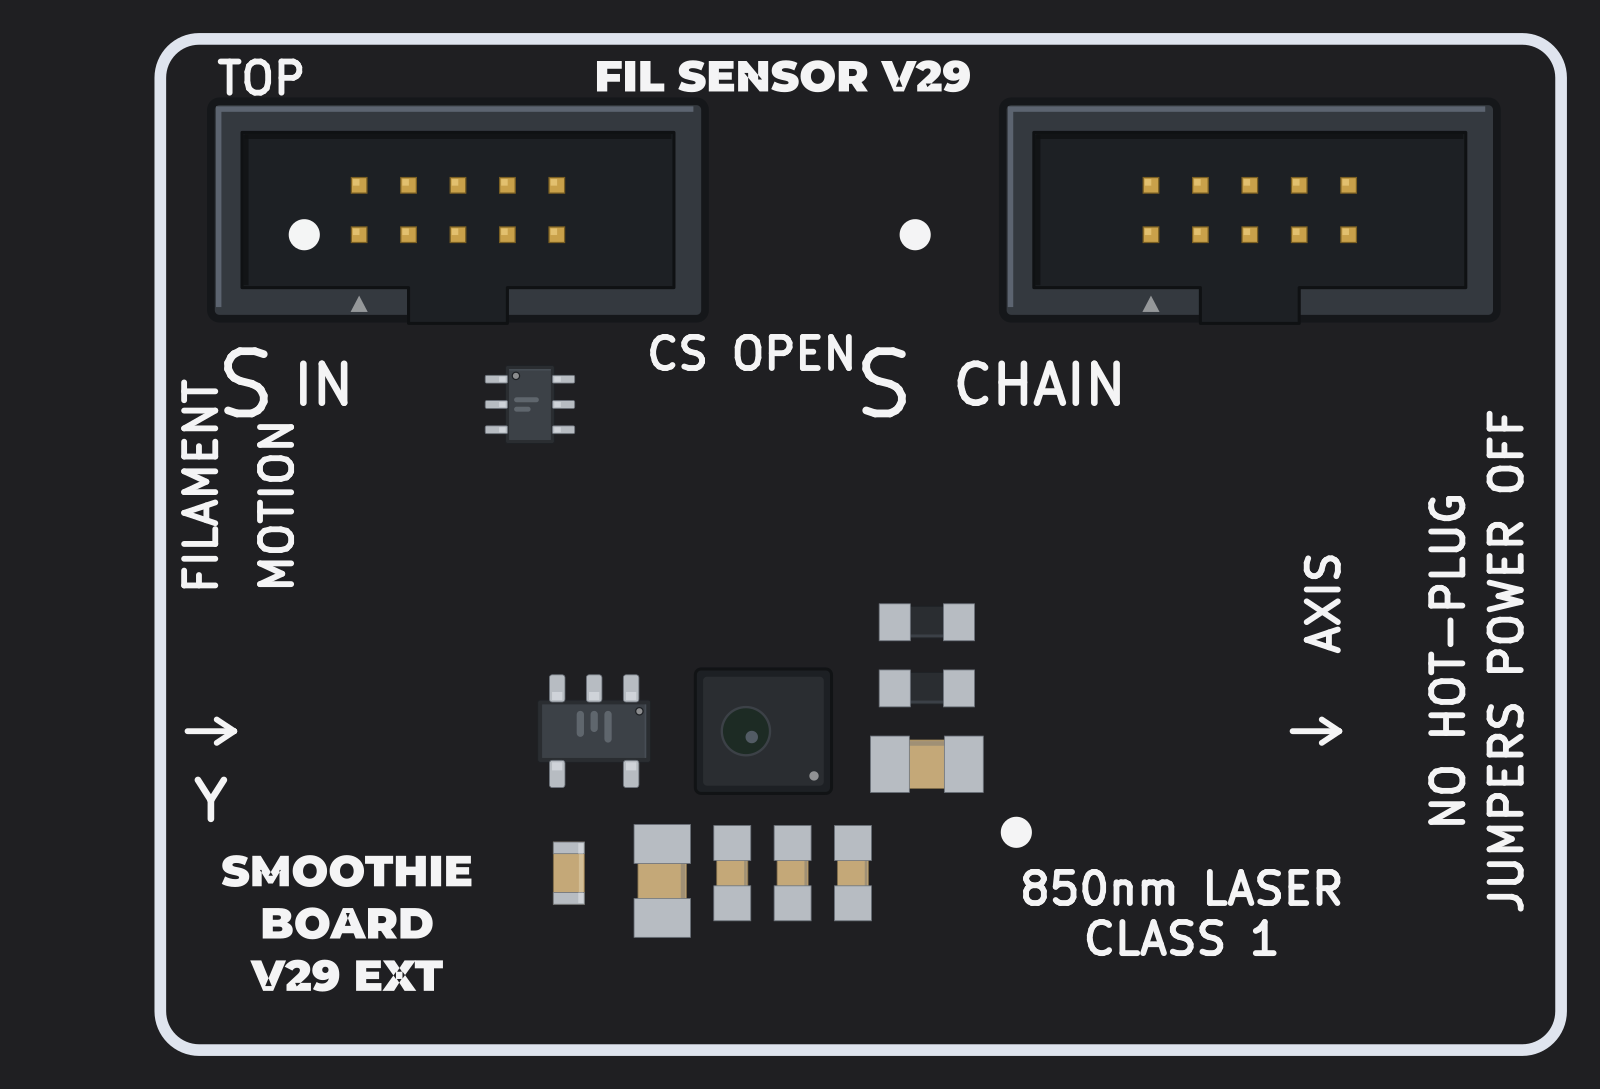 TOP
FIL SENSOR V29
CS OPEN
S IN
S CHAIN
FILAMENT
MOTION
AXIS
NO HOT-PLUG
JUMPERS POWER OFF
→
→
Y
SMOOTHIE
BOARD
V29 EXT
850nm LASER
CLASS 1